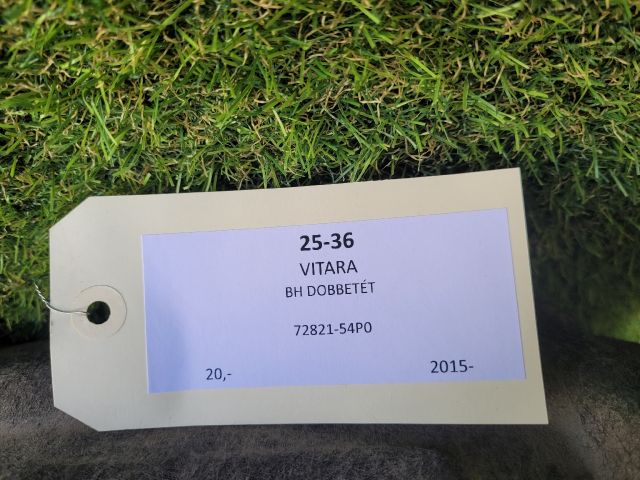 25-36
VITARA
BH DOBBETÉT
72821-54P0
20,- 2015-